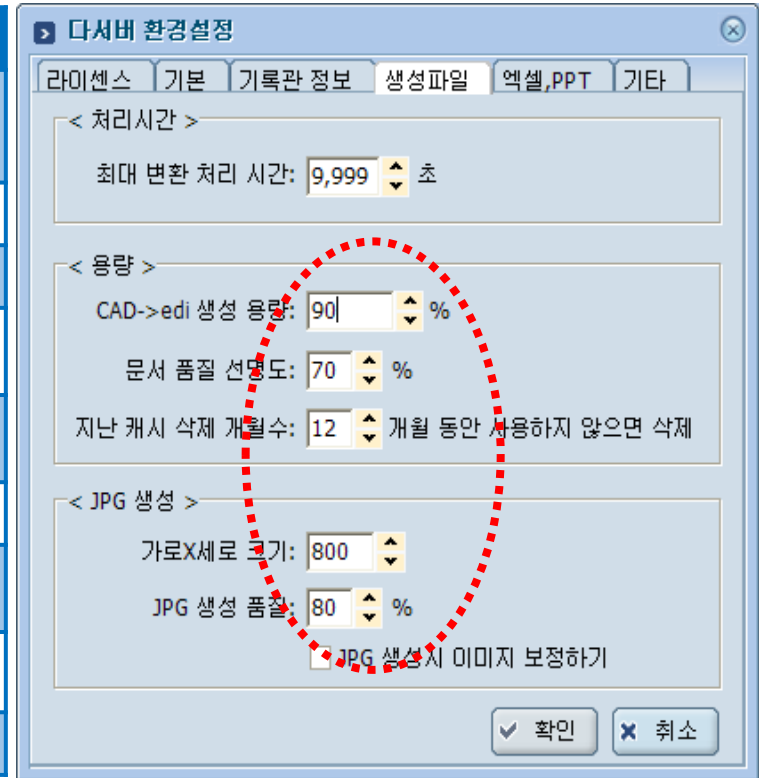 다서버 환경설정
라이센스 기본 기록관 정보 생성파일 엑셀,PPT 기타
< 처리시간 >
최대 변환 처리 시간: 9,999 초
< 용량 >
CAD->edi 생성 용량: 90 %
문서 품질 선명도: 70 %
지난 캐시 삭제 개월수: 12 개월 동안 사용하지 않으면 삭제
< JPG 생성 >
가로X세로 크기: 800
JPG 생성 품질: 80 %
JPG 생성시 이미지 보정하기
확인 취소